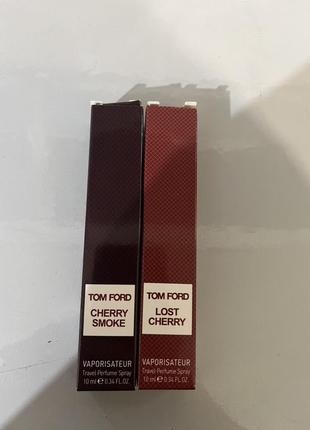 TOM FORD
CHERRY
SMOKE
VAPORISATEUR
Travel Perfume Spray
10 ml ℮ 0.34 FL.OZ.
TOM FORD
LOST
CHERRY
VAPORISATEUR
Travel Perfume Spray
10 ml ℮ 0.34 FL.OZ.